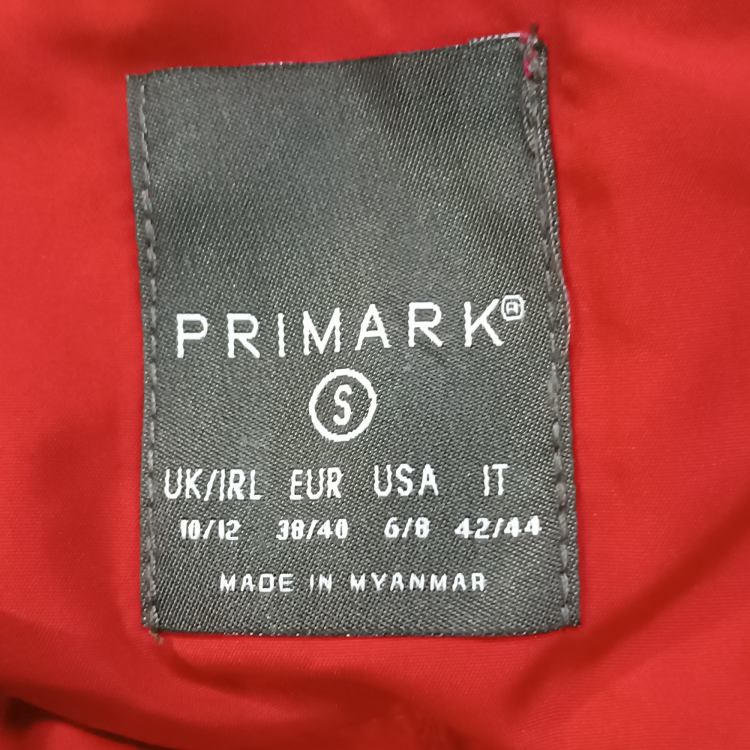 PRIMARK®
S
UK/IRL EUR USA IT
10/12 38/40 6/8 42/44
MADE IN MYANMAR